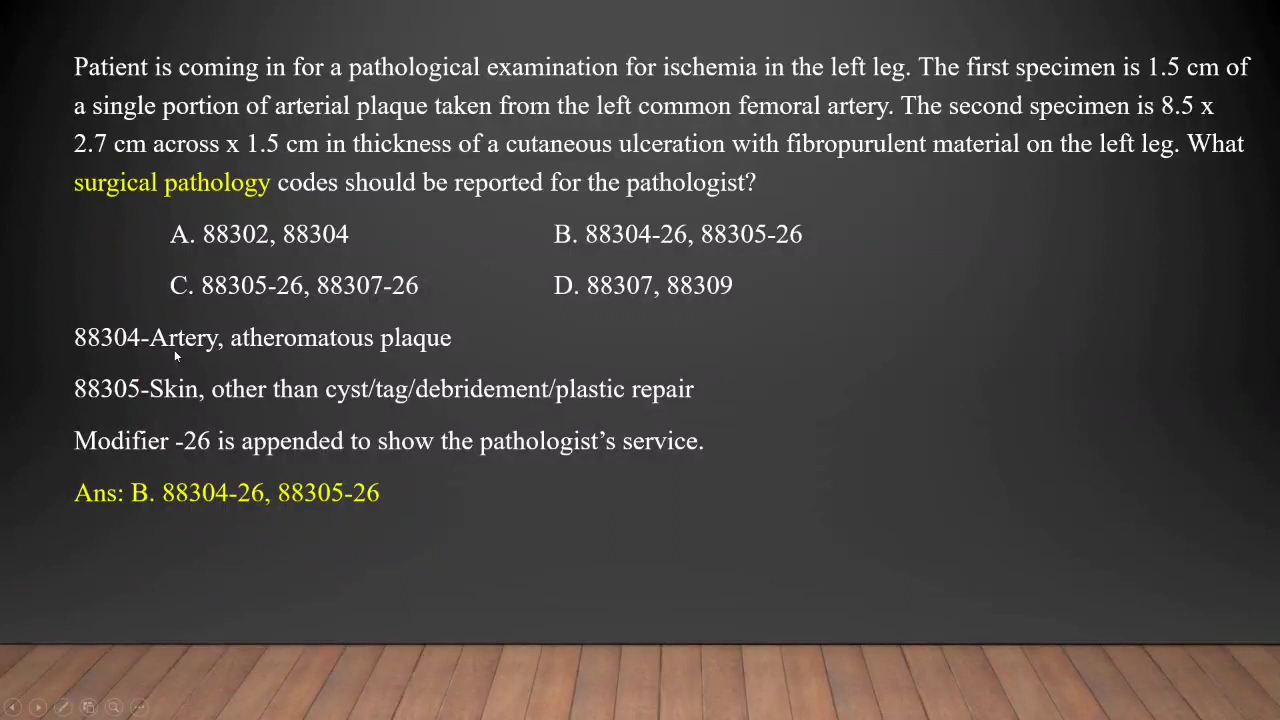 Patient is coming in for a pathological examination for ischemia in the left leg. The first specimen is 1.5 cm of
a single portion of arterial plaque taken from the left common femoral artery. The second specimen is 8.5 x
2.7 cm across x 1.5 cm in thickness of a cutaneous ulceration with fibropurulent material on the left leg. What
surgical pathology codes should be reported for the pathologist?
A. 88302, 88304 B. 88304-26, 88305-26
C. 88305-26, 88307-26 D. 88307, 88309
88304-Artery, atheromatous plaque
88305-Skin, other than cyst/tag/debridement/plastic repair
Modifier -26 is appended to show the pathologist’s service.
Ans: B. 88304-26, 88305-26